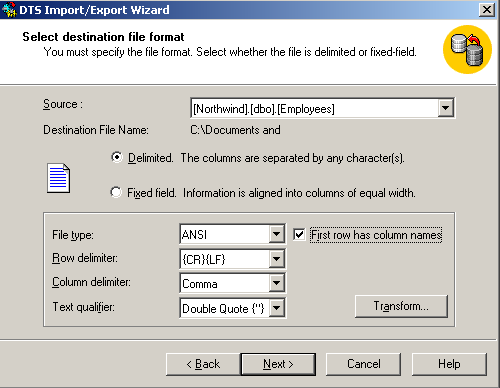 DTS Import/Export Wizard
Select destination file format
You must specify the file format. Select whether the file is delimited or fixed-field.
Source : [Northwind].[dbo].[Employees]
Destination File Name: C:\Documents and
Delimited. The columns are separated by any character(s).
Fixed field. Information is aligned into columns of equal width.
File type: ANSI First row has column names
Row delimiter: {CR}{LF}
Column delimiter: Comma
Text qualifier: Double Quote {"} Transform...
< Back Next > Cancel Help